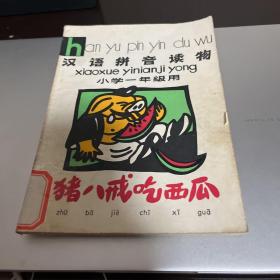 han yu pin yin du wu
汉语拼音读物
xiaoxue yinianji yong
小学一年级用
猪八戒吃西瓜
zhū bā jiè chī xī guā